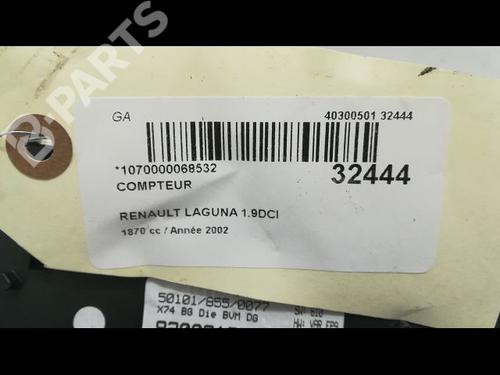 B-PARTS
GA
40300501 32444
*1070000068532
32444
COMPTEUR
RENAULT LAGUNA 1.9DCI
1870 cc / Année 2002
50101/855/0077
X74 BG Die BVM DG